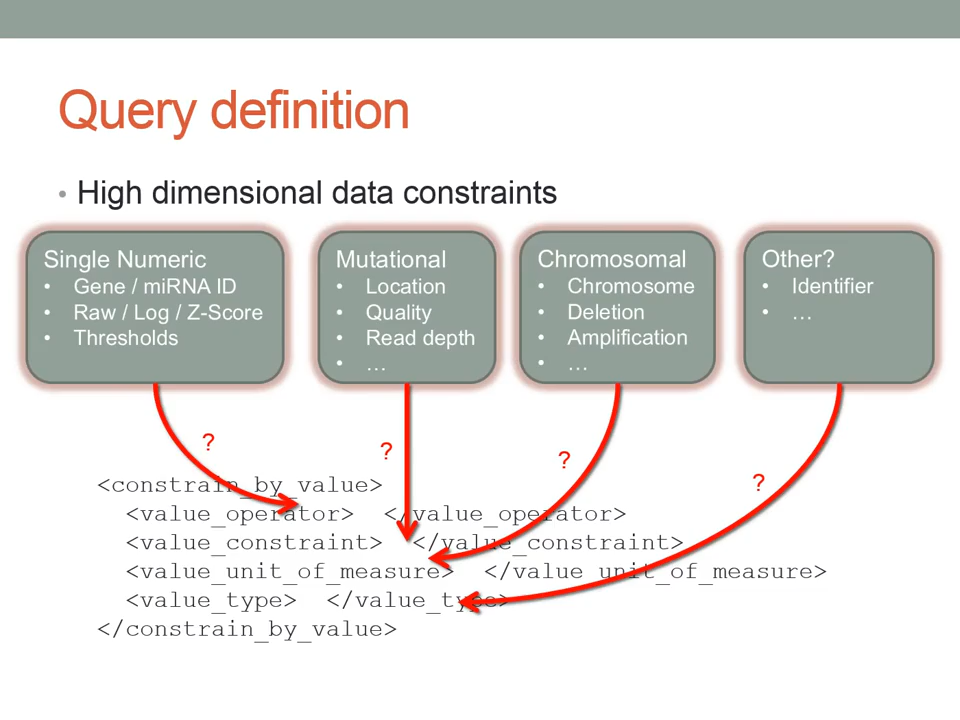 Query definition
• High dimensional data constraints
Single Numeric
• Gene / miRNA ID
• Raw / Log / Z-Score
• Thresholds
Mutational
• Location
• Quality
• Read depth
• …
Chromosomal
• Chromosome
• Deletion
• Amplification
• …
Other?
• Identifier
• …
?
?
?
?
<constrain_by_value>
<value_operator> </value_operator>
<value_constraint> </value_constraint>
<value_unit_of_measure> </value_unit_of_measure>
<value_type> </value_type>
</constrain_by_value>